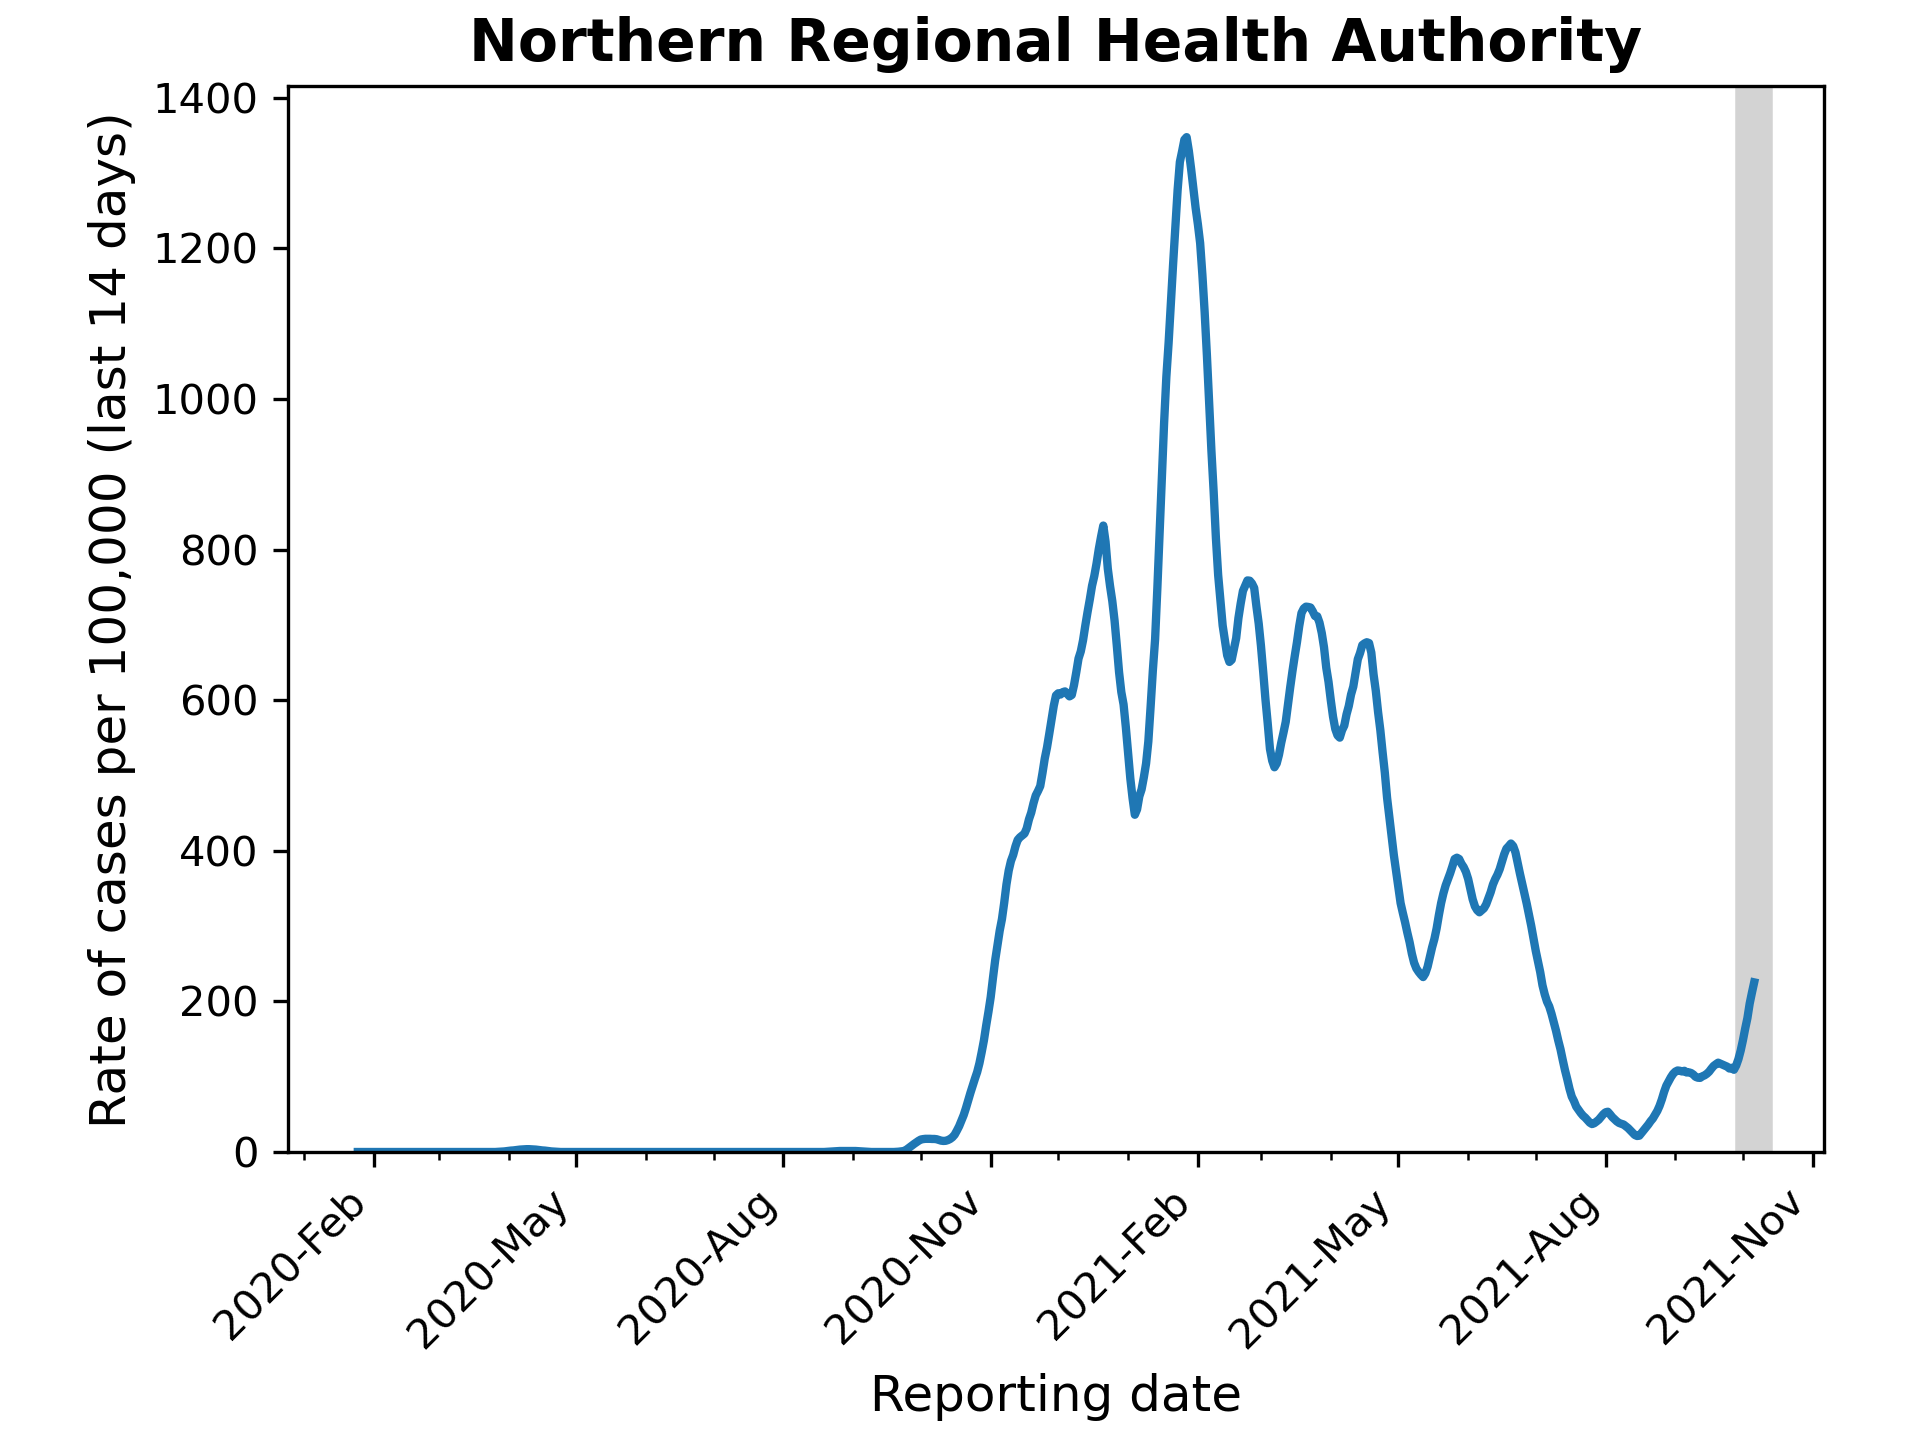 Northern Regional Health Authority
Rate of cases per 100,000 (last 14 days)
1400
1200
1000
800
600
400
200
0
2020-Feb
2020-May
2020-Aug
2020-Nov
2021-Feb
2021-May
2021-Aug
2021-Nov
Reporting date